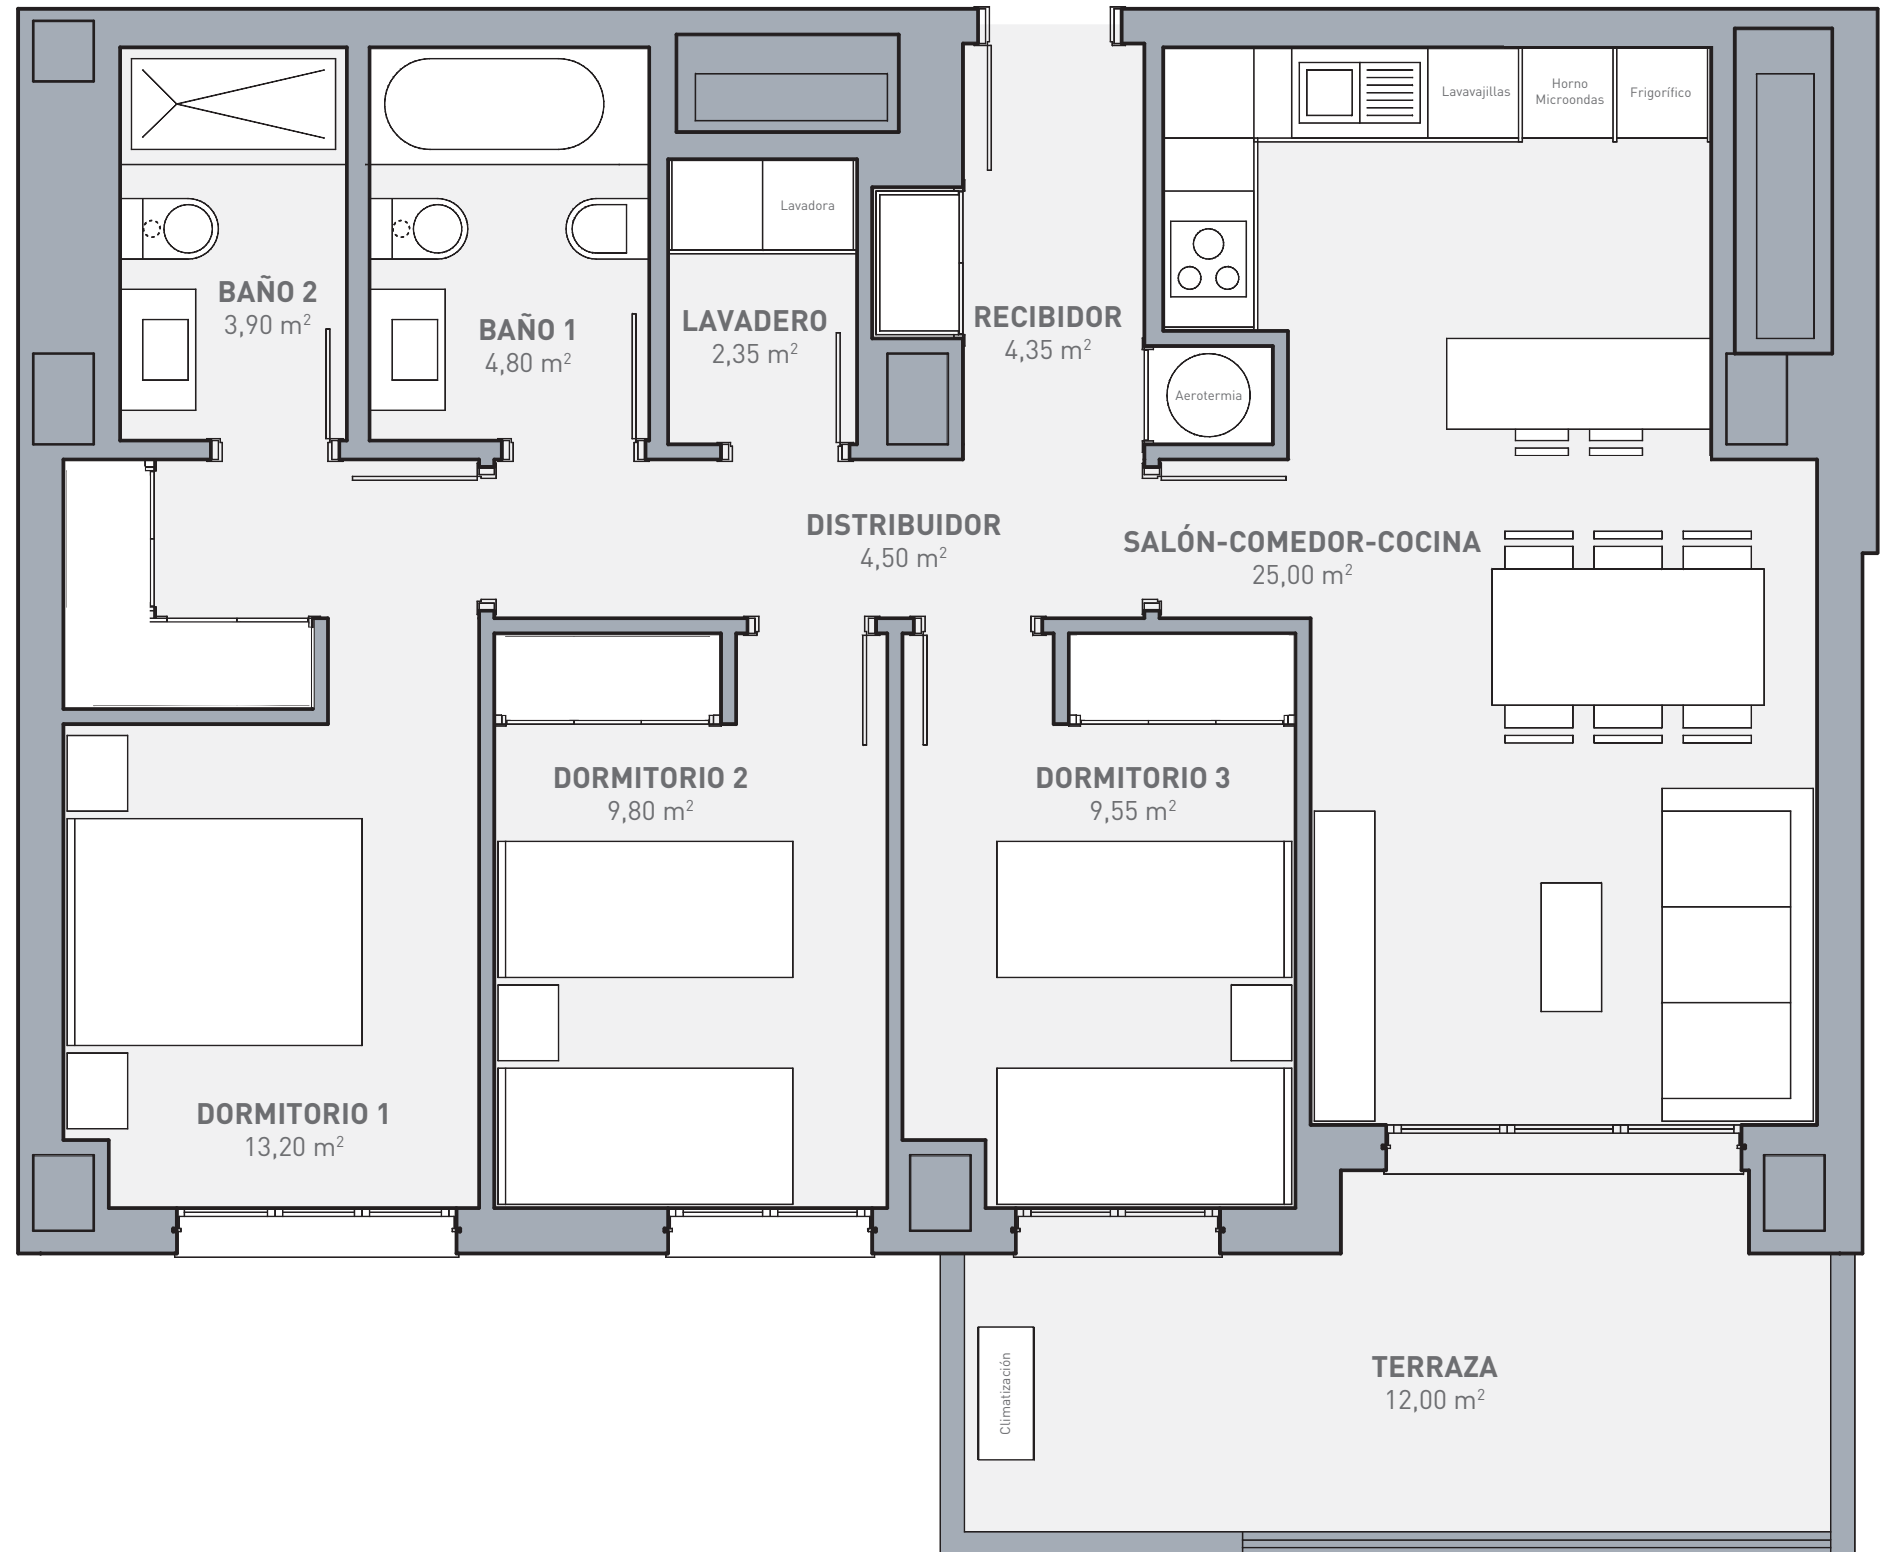 Lavavajillas
Horno
Microondas
Frigorífico
Lavadora
BAÑO 2
3,90 m²
BAÑO 1
4,80 m²
LAVADERO
2,35 m²
RECIBIDOR
4,35 m²
Aerotermia
DISTRIBUIDOR
4,50 m²
SALÓN-COMEDOR-COCINA
25,00 m²
DORMITORIO 2
9,80 m²
DORMITORIO 3
9,55 m²
DORMITORIO 1
13,20 m²
Climatización
TERRAZA
12,00 m²